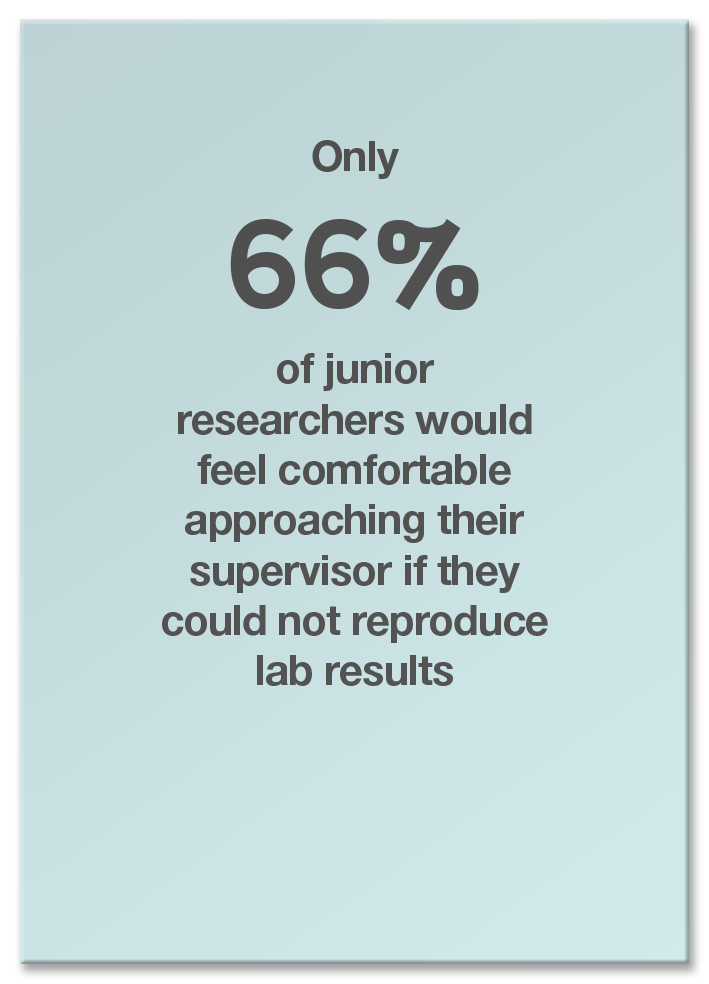 Only
66%
of junior
researchers would
feel comfortable
approaching their
supervisor if they
could not reproduce
lab results